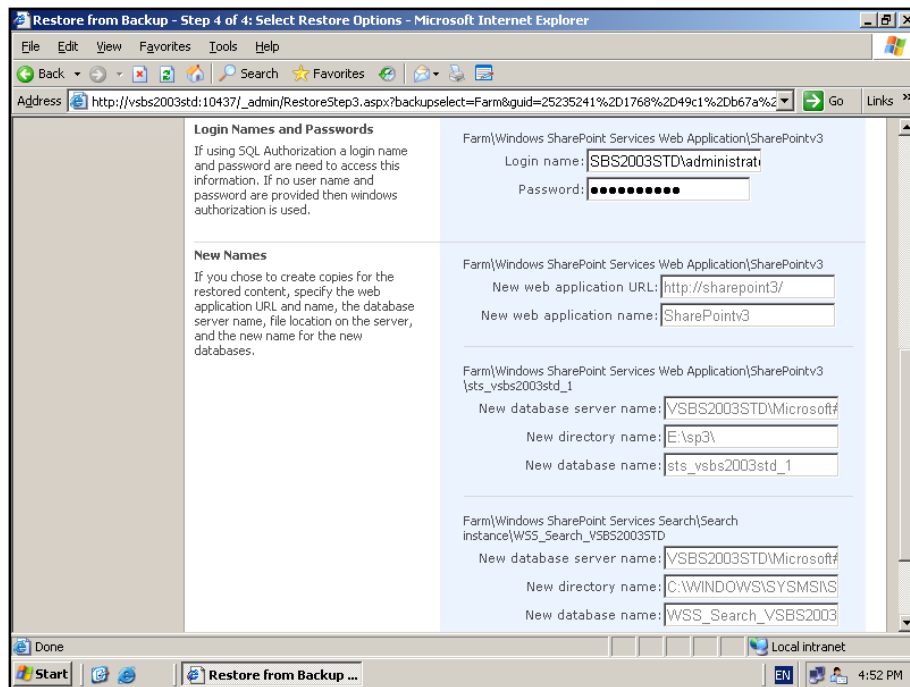 Restore from Backup - Step 4 of 4: Select Restore Options - Microsoft Internet Explorer
File Edit View Favorites Tools Help
Back Search Favorites
Address http://vsbs2003std:10437/_admin/RestoreStep3.aspx?backupselect=Farm&guid=25235241%2D1768%2D49c1%2Db67a%2 Go Links »
Login Names and Passwords
If using SQL Authorization a login name
and password are need to access this
information. If no user name and
password are provided then windows
authorization is used.
Farm\Windows SharePoint Services Web Application\SharePointv3
Login name: SBS2003STD\administrat
Password: ●●●●●●●●●●
New Names
If you chose to create copies for the
restored content, specify the web
application URL and name, the database
server name, file location on the server,
and the new name for the new
databases.
Farm\Windows SharePoint Services Web Application\SharePointv3
New web application URL: http://sharepoint3/
New web application name: SharePointv3
Farm\Windows SharePoint Services Web Application\SharePointv3
\sts_vsbs2003std_1
New database server name: VSBS2003STD\Microsoft#
New directory name: E:\sp3\
New database name: sts_vsbs2003std_1
Farm\Windows SharePoint Services Search\Search
instance\WSS_Search_VSBS2003STD
New database server name: VSBS2003STD\Microsoft#
New directory name: C:\WINDOWS\SYSMSI\S
New database name: WSS_Search_VSBS2003
Done Local intranet
Start Restore from Backup ... EN 4:52 PM